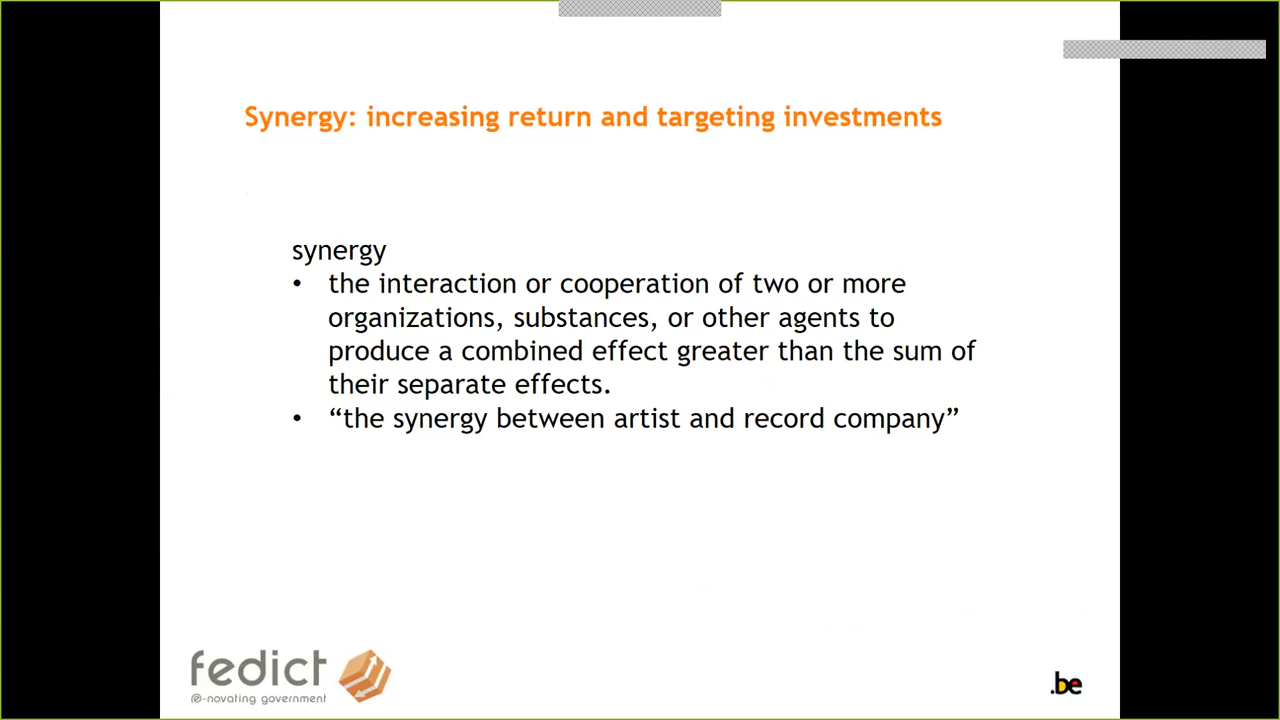 Synergy: increasing return and targeting investments
synergy
• the interaction or cooperation of two or more
organizations, substances, or other agents to
produce a combined effect greater than the sum of
their separate effects.
• “the synergy between artist and record company”
fedict
e-novating government
.be